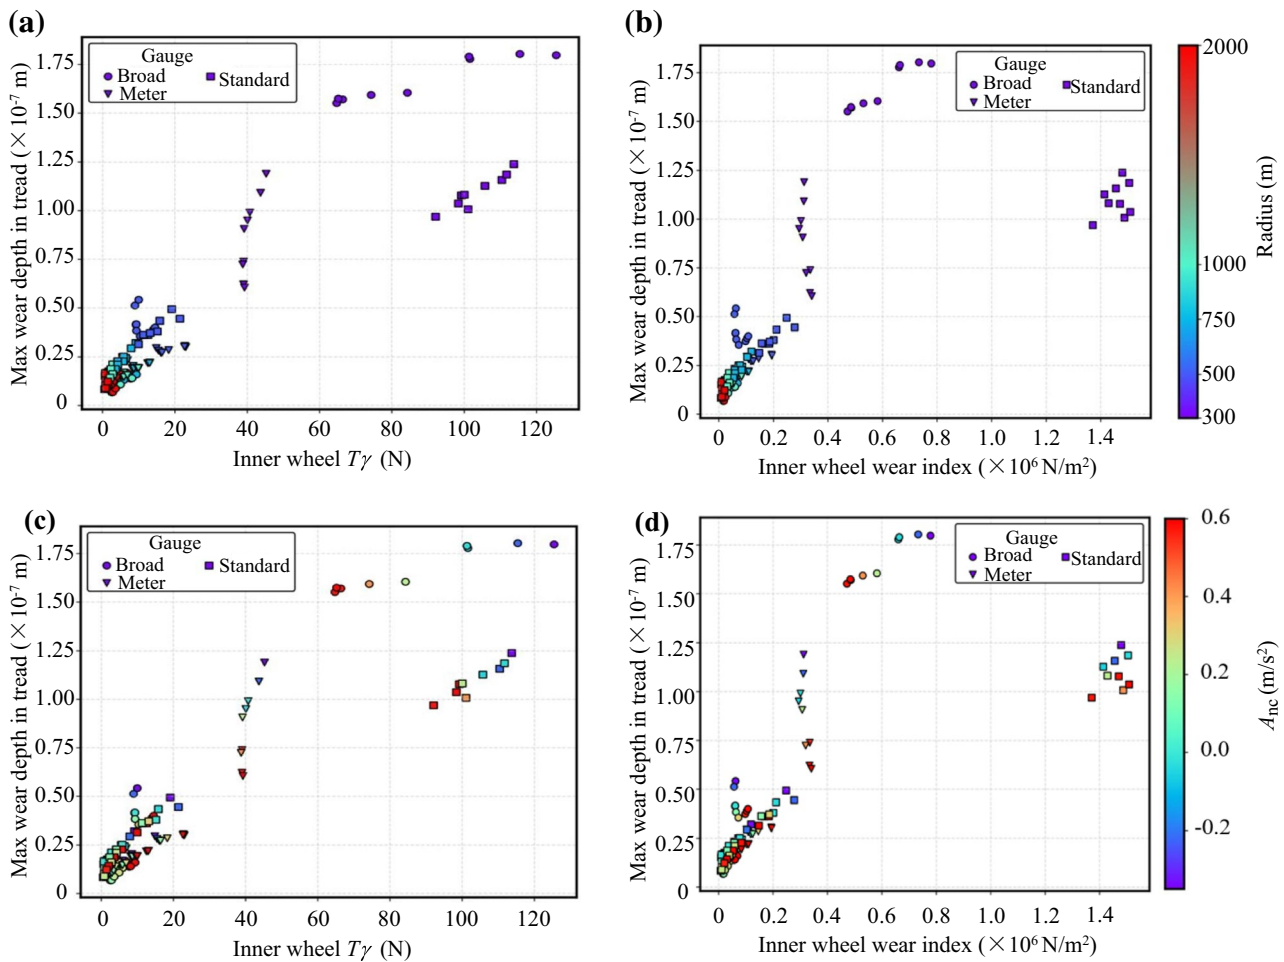 (a)
Gauge
Broad
Standard
Meter
Max wear depth in tread (×10⁻⁷ m)
1.75
1.50
1.25
1.00
0.75
0.50
0.25
0
0 20 40 60 80 100 120
Inner wheel Tγ (N)
(b)
Gauge
Broad
Standard
Meter
Max wear depth in tread (×10⁻⁷ m)
1.75
1.50
1.25
1.00
0.75
0.50
0.25
0
0 0.2 0.4 0.6 0.8 1.0 1.2 1.4
Inner wheel wear index (×10⁶ N/m²)
2000
1000
750
500
300
Radius (m)
(c)
Gauge
Broad
Standard
Meter
Max wear depth in tread (×10⁻⁷ m)
1.75
1.50
1.25
1.00
0.75
0.50
0.25
0
0 20 40 60 80 100 120
Inner wheel Tγ (N)
(d)
Gauge
Broad
Standard
Meter
Max wear depth in tread (×10⁻⁷ m)
1.75
1.50
1.25
1.00
0.75
0.50
0.25
0
0 0.2 0.4 0.6 0.8 1.0 1.2 1.4
Inner wheel wear index (×10⁶ N/m²)
0.6
0.4
0.2
0.0
-0.2
Anc (m/s²)